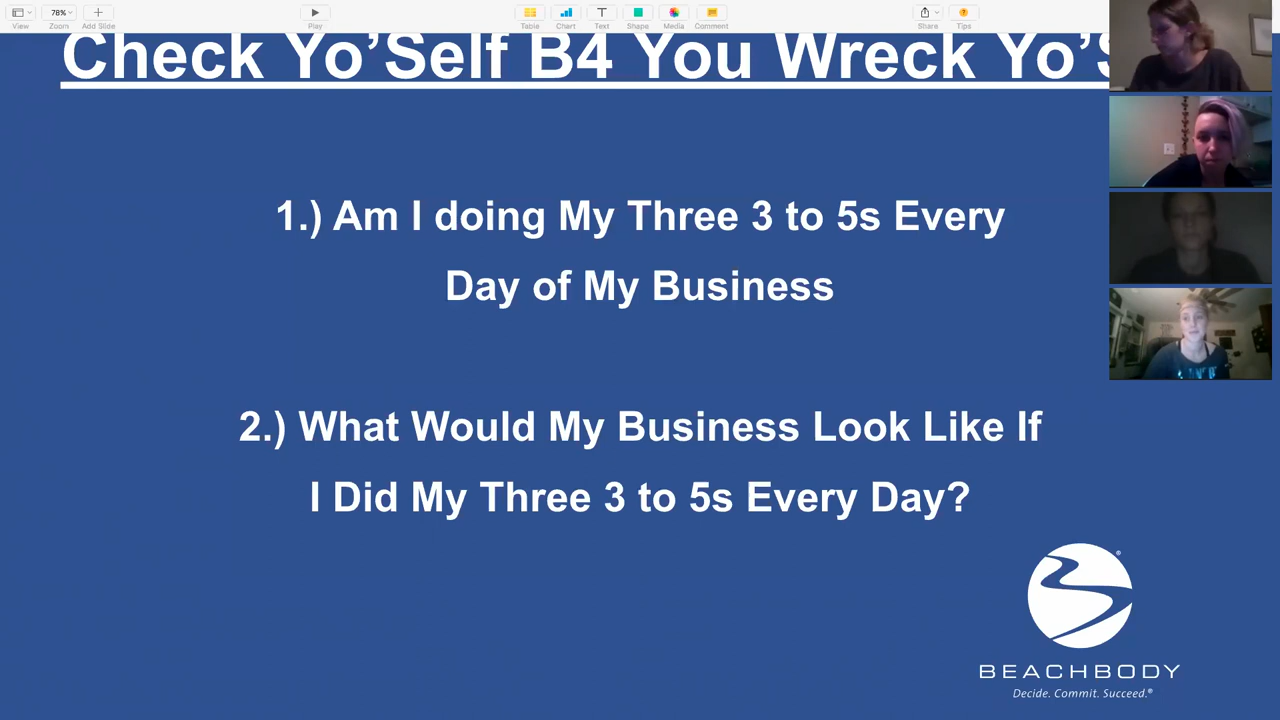 View
78%
Zoom
Add Slide
Play
Table
Chart
Text
Shape
Media
Comment
Share
Tips
Check Yo’Self B4 You Wreck Yo’S
1.) Am I doing My Three 3 to 5s Every
Day of My Business
2.) What Would My Business Look Like If
I Did My Three 3 to 5s Every Day?
BEACHBODY
Decide. Commit. Succeed.®